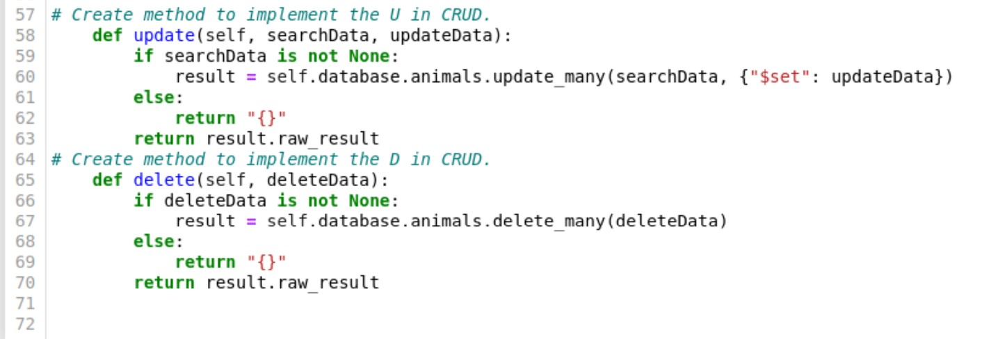 57 # Create method to implement the U in CRUD.
58     def update(self, searchData, updateData):
59         if searchData is not None:
60             result = self.database.animals.update_many(searchData, {"$set": updateData})
61         else:
62             return "{}"
63         return result.raw_result
64 # Create method to implement the D in CRUD.
65     def delete(self, deleteData):
66         if deleteData is not None:
67             result = self.database.animals.delete_many(deleteData)
68         else:
69             return "{}"
70         return result.raw_result
71
72